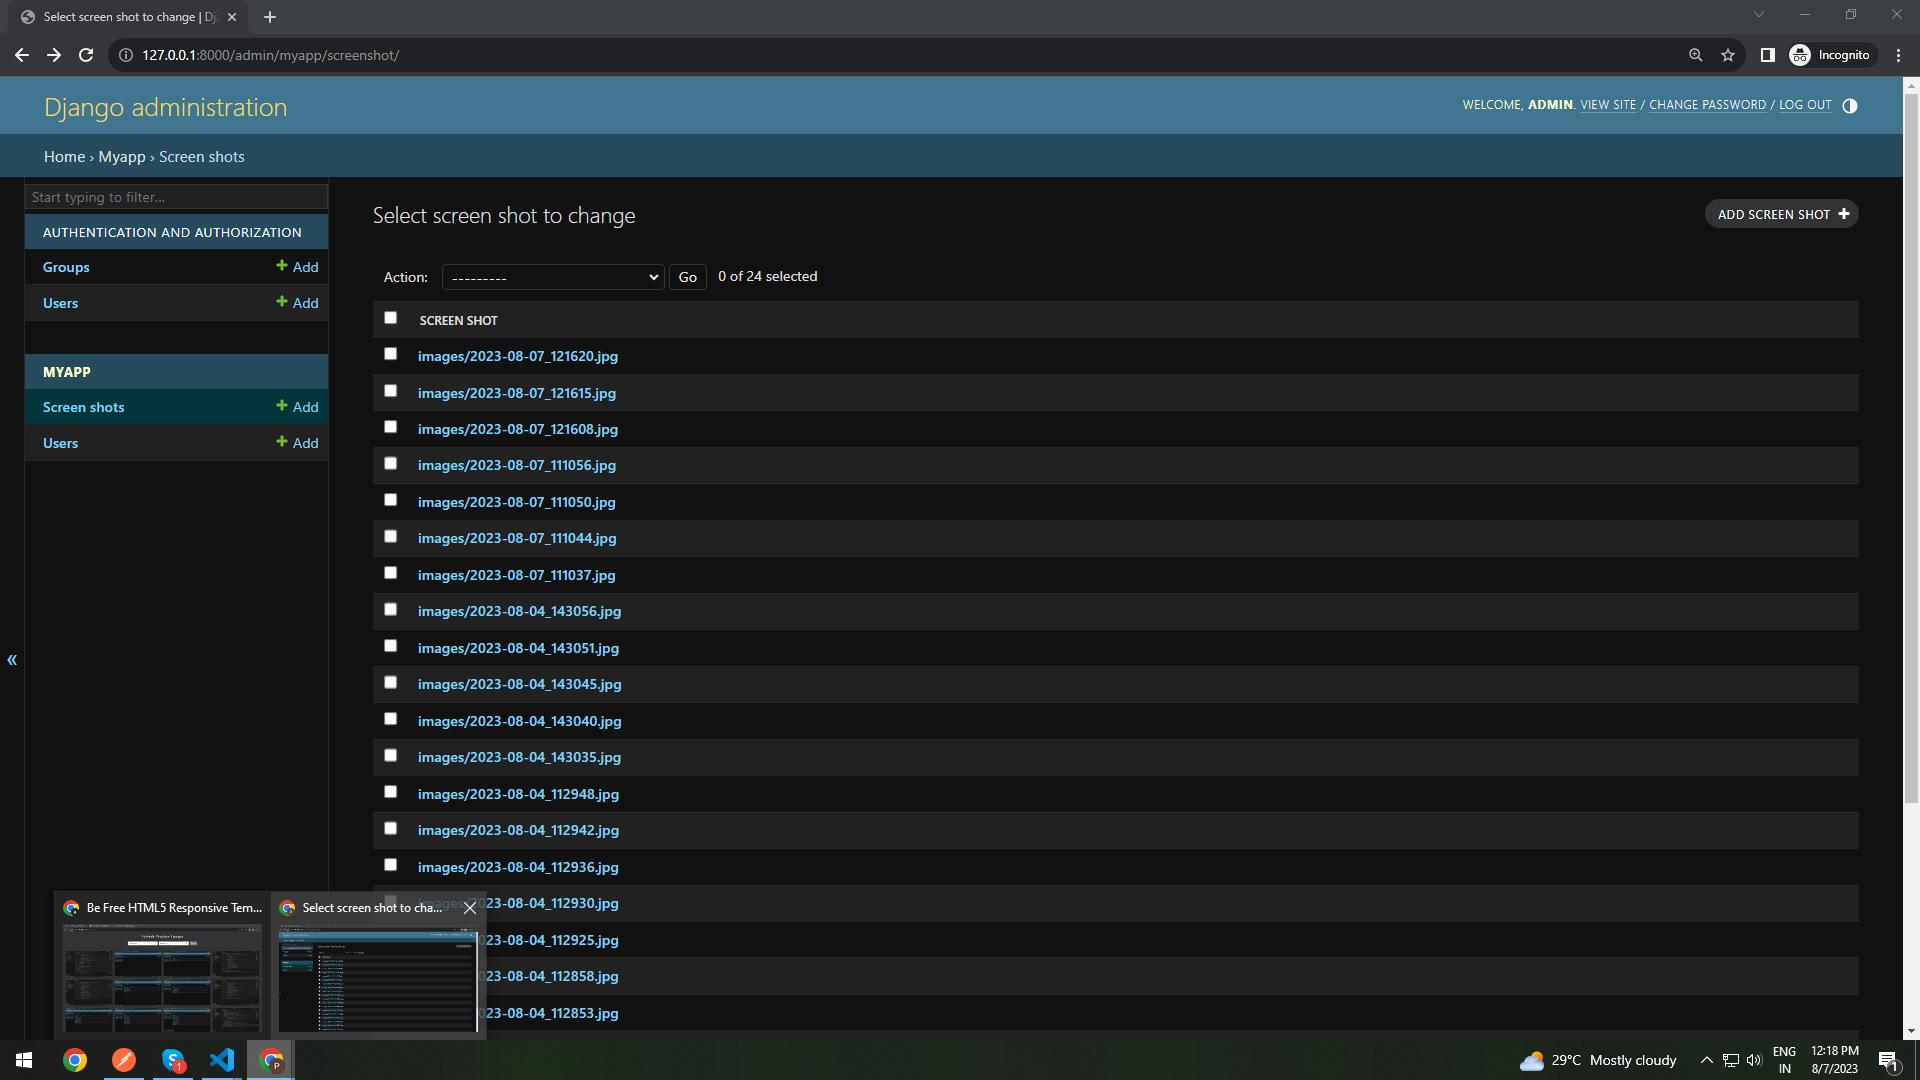 Select screen shot to change | Dj
127.0.0.1:8000/admin/myapp/screenshot/
Incognito
Django administration
WELCOME, ADMIN. VIEW SITE / CHANGE PASSWORD / LOG OUT
Home › Myapp › Screen shots
Start typing to filter...
AUTHENTICATION AND AUTHORIZATION
Groups
Add
Users
Add
MYAPP
Screen shots
Add
Users
Add
«
Select screen shot to change
ADD SCREEN SHOT
Action:
---------
Go
0 of 24 selected
SCREEN SHOT
images/2023-08-07_121620.jpg
images/2023-08-07_121615.jpg
images/2023-08-07_121608.jpg
images/2023-08-07_111056.jpg
images/2023-08-07_111050.jpg
images/2023-08-07_111044.jpg
images/2023-08-07_111037.jpg
images/2023-08-04_143056.jpg
images/2023-08-04_143051.jpg
images/2023-08-04_143045.jpg
images/2023-08-04_143040.jpg
images/2023-08-04_143035.jpg
images/2023-08-04_112948.jpg
images/2023-08-04_112942.jpg
images/2023-08-04_112936.jpg
images/2023-08-04_112930.jpg
23-08-04_112925.jpg
023-08-04_112858.jpg
23-08-04_112853.jpg
Be Free HTML5 Responsive Tem...
Select screen shot to cha...
29°C Mostly cloudy
ENG
IN
12:18 PM
8/7/2023
1
1
P